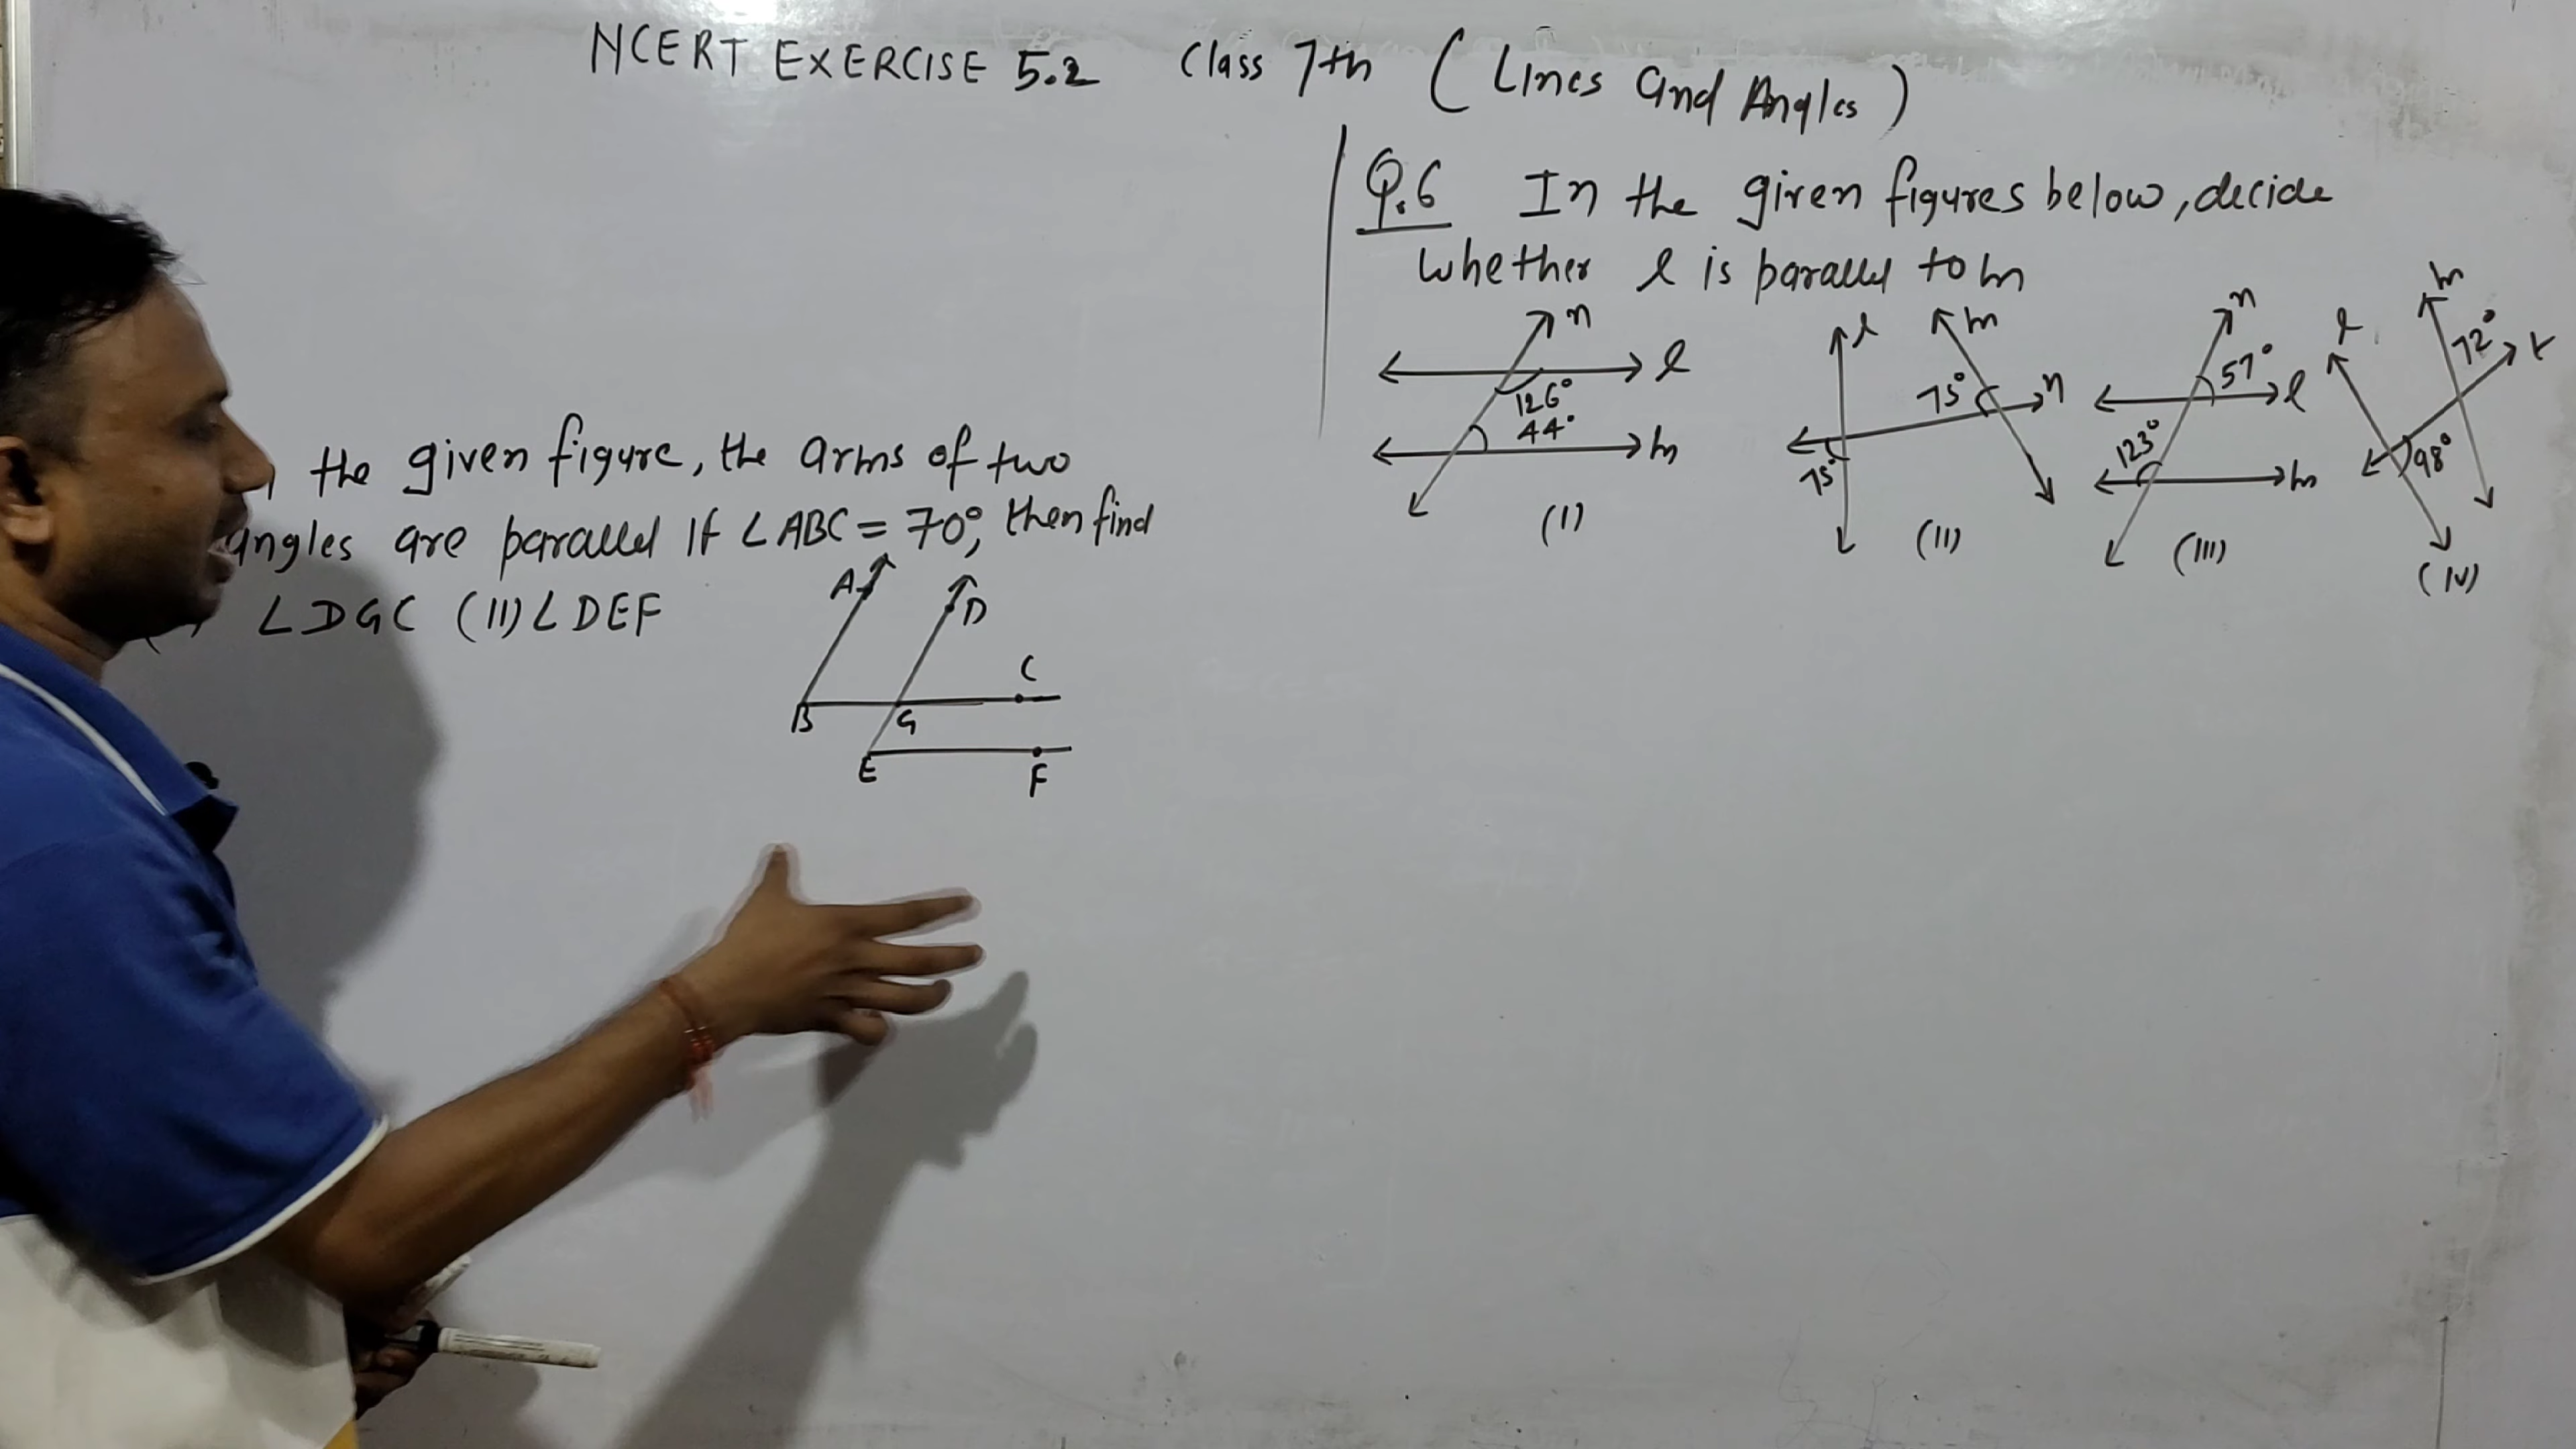 NCERT EXERCISE 5.2 Class 7th (Lines and Angles)
the given figure, the arms of two
angles are parallel If ∠ABC = 70°, then find
∠DGC (II) ∠DEF
A
D
C
B
G
E
F
Q.6 In the given figures below, decide
whether l is parallel to m
n
l
126°
44°
m
(I)
l
m
75°
n
75°
(II)
n
57°
l
123°
m
(III)
l
m
72°
t
98°
(IV)